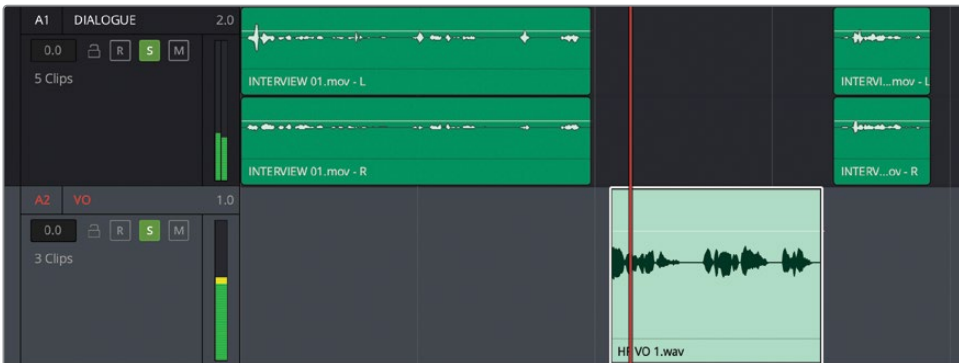 A1 DIALOGUE 2.0
0.0 R S M
5 Clips
INTERVIEW 01.mov - L
INTERVI...mov - L
INTERVIEW 01.mov - R
INTERV...ov - R
A2 VO 1.0
0.0 R S M
3 Clips
VO 1.wav